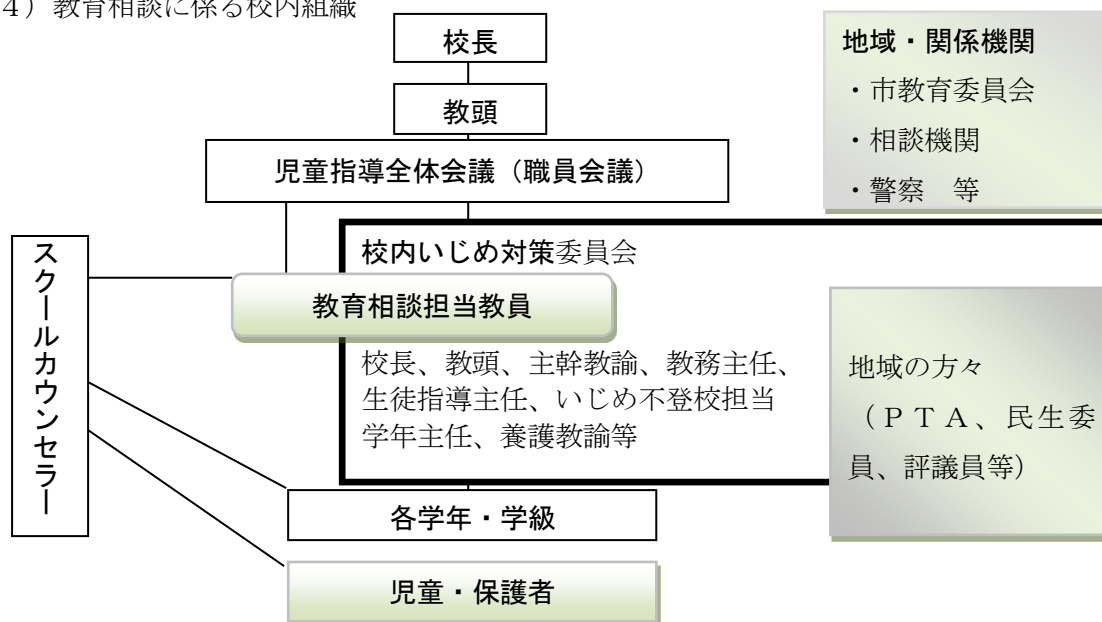 ４）教育相談に係る校内組織
校長
教頭
児童指導全体会議（職員会議）
地域・関係機関
・市教育委員会
・相談機関
・警察　等
スクールカウンセラー
校内いじめ対策委員会
教育相談担当教員
校長、教頭、主幹教諭、教務主任、
生徒指導主任、いじめ不登校担当
学年主任、養護教諭等
地域の方々
（ＰＴＡ、民生委
員、評議員等）
各学年・学級
児童・保護者